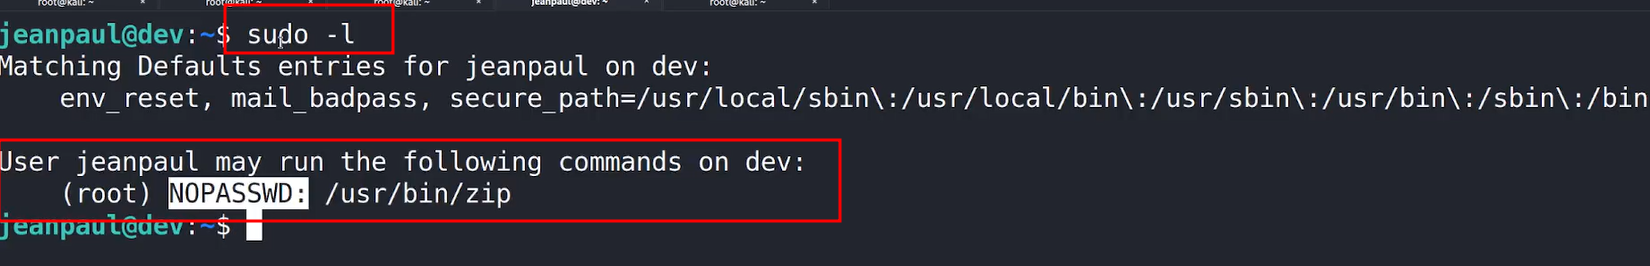 root@kali: ~ × root@kali: ~ × root@kali: ~ × jeanpaul@dev: ~ × root@kali: ~ ×
jeanpaul@dev:~$ sudo -l
Matching Defaults entries for jeanpaul on dev:
env_reset, mail_badpass, secure_path=/usr/local/sbin\:/usr/local/bin\:/usr/sbin\:/usr/bin\:/sbin\:/bin
User jeanpaul may run the following commands on dev:
(root) NOPASSWD: /usr/bin/zip
jeanpaul@dev:~$